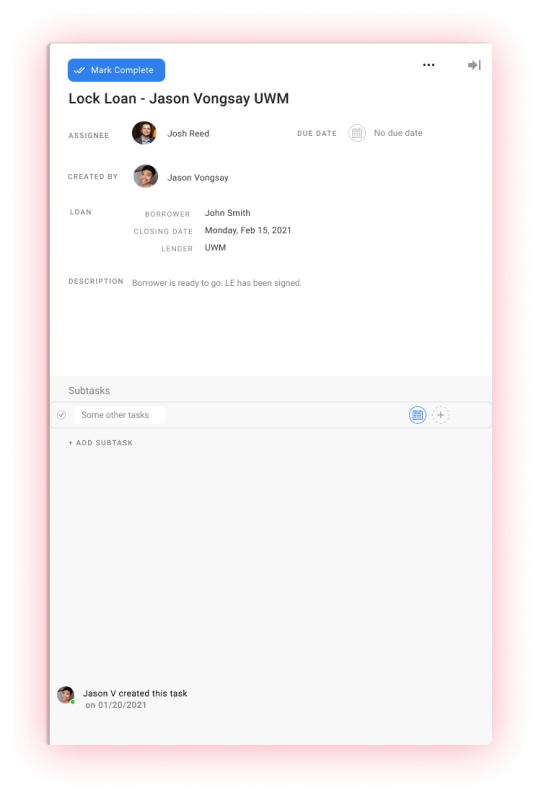 Mark Complete
Lock Loan - Jason Vongsay UWM
ASSIGNEE Josh Reed DUE DATE No due date
CREATED BY Jason Vongsay
LOAN BORROWER John Smith
CLOSING DATE Monday, Feb 15, 2021
LENDER UWM
DESCRIPTION Borrower is ready to go. LE has been signed.
Subtasks
Some other tasks
+ ADD SUBTASK
Jason V created this task
on 01/20/2021